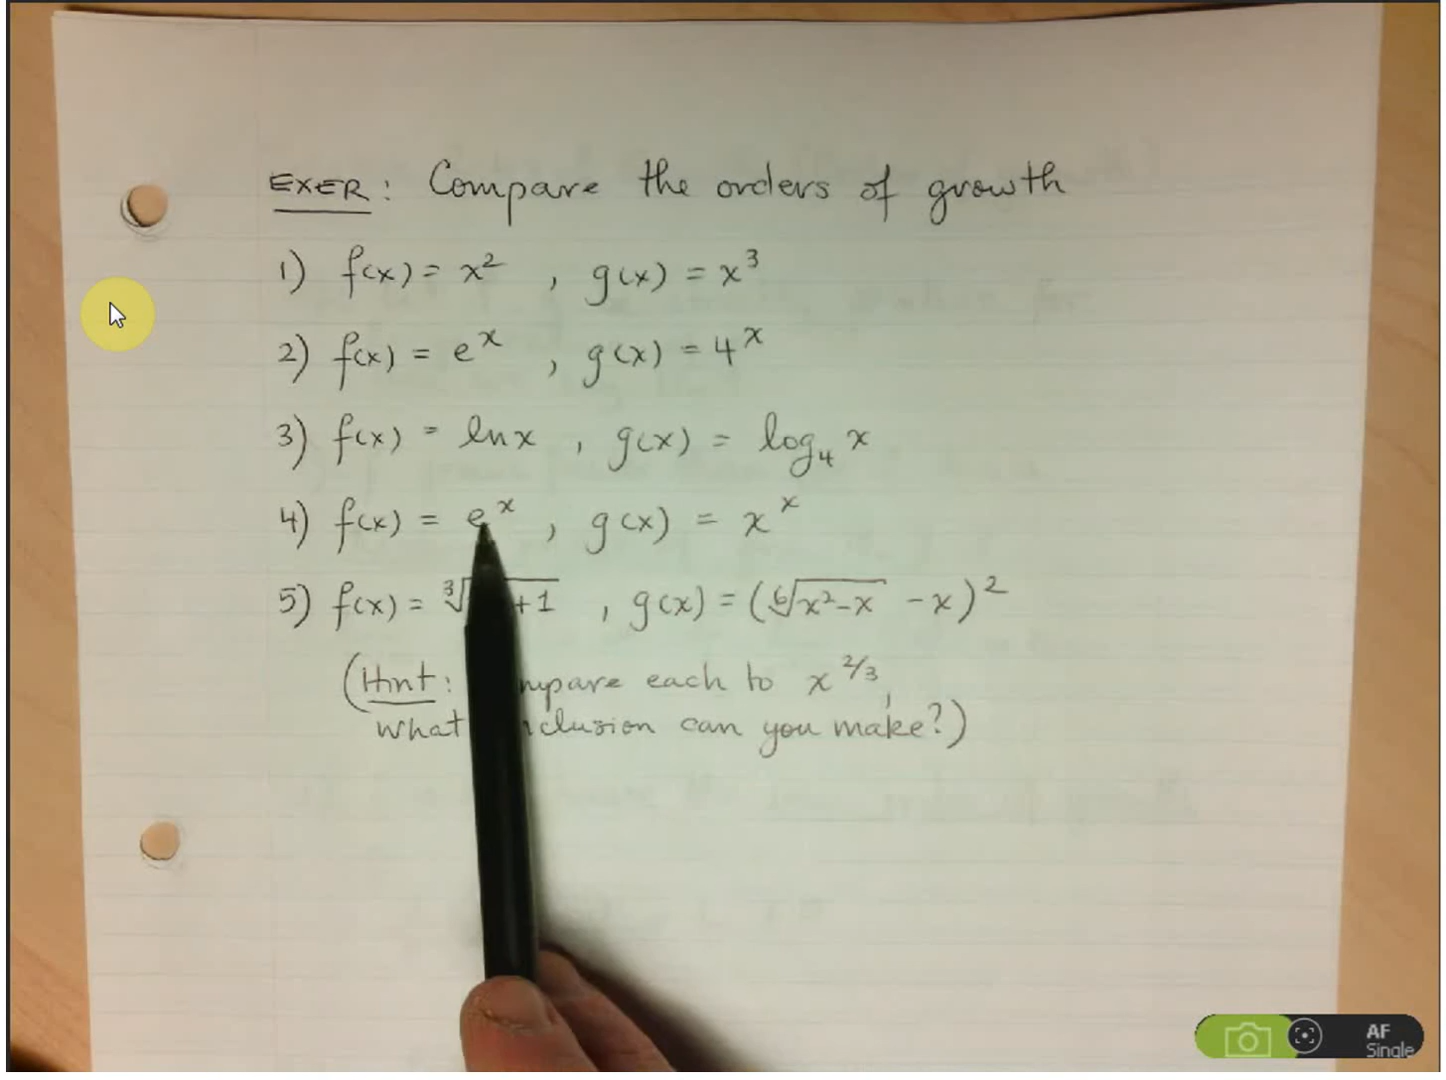 EXER: Compare the orders of growth
1) f(x) = x² , g(x) = x³
2) f(x) = eˣ , g(x) = 4ˣ
3) f(x) = ln x , g(x) = log₄ x
4) f(x) = eˣ , g(x) = xˣ
5) f(x) = ³√ +1 , g(x) = (⁶√(x²-x) - x)²
(Hint: each to x^(2/3),
what can you make?)
AF
Single